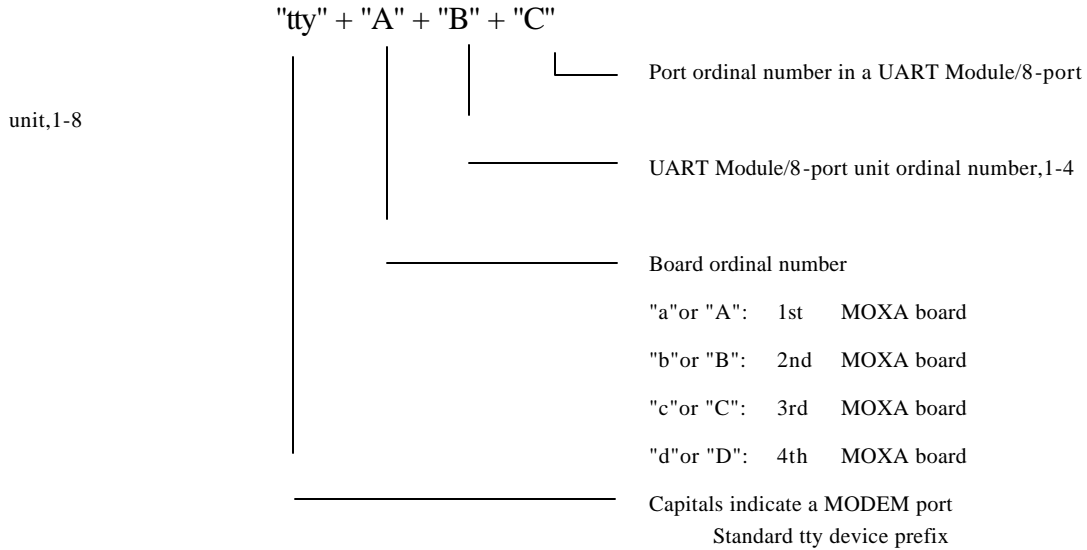 "tty" + "A" + "B" + "C"
Port ordinal number in a UART Module/8-port
unit,1-8
UART Module/8-port unit ordinal number,1-4
Board ordinal number
"a"or "A": 1st MOXA board
"b"or "B": 2nd MOXA board
"c"or "C": 3rd MOXA board
"d"or "D": 4th MOXA board
Capitals indicate a MODEM port
Standard tty device prefix